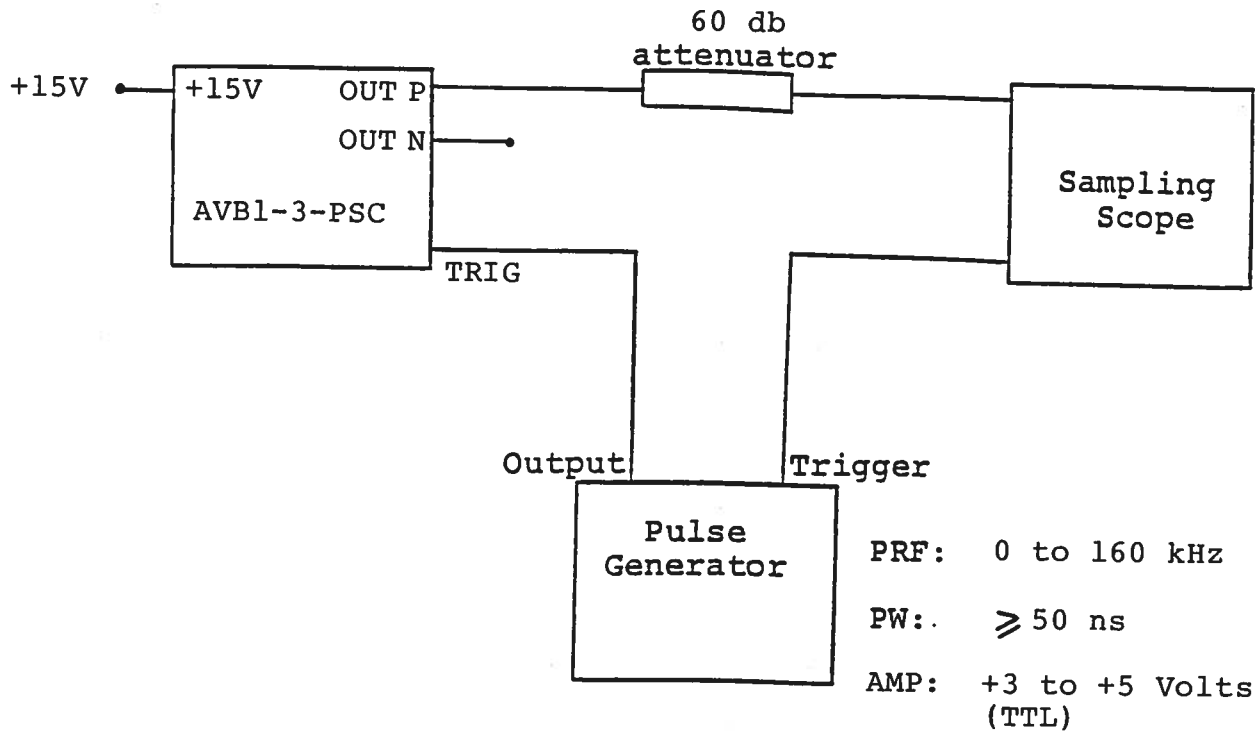 60 db
attenuator
+15V
+15V
OUT P
OUT N
AVB1-3-PSC
TRIG
Sampling
Scope
Output
Trigger
Pulse
Generator
PRF: 0 to 160 kHz
PW: ⩾ 50 ns
AMP: +3 to +5 Volts
(TTL)